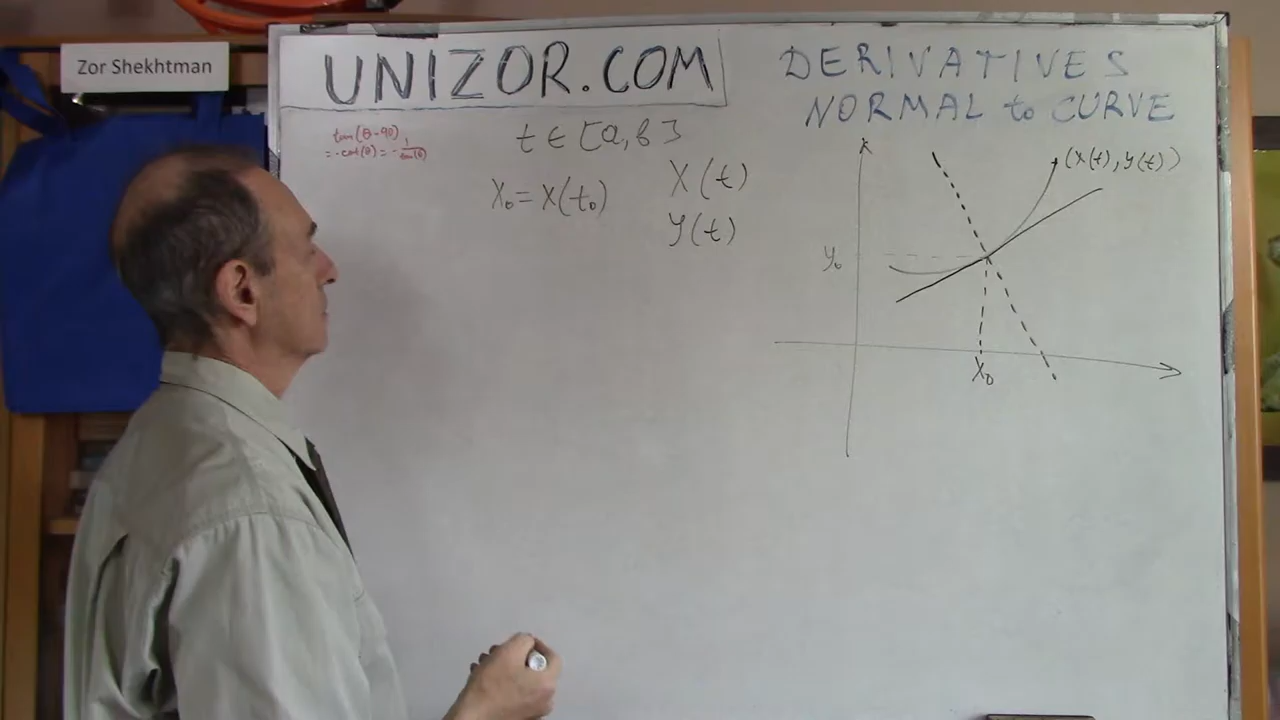 Zor Shekhtman
UNIZOR.COM
DERIVATIVES
NORMAL to CURVE
tan(θ-90)
=-cot(θ)=-1/tan(θ)
t ∈ [a,b]
X₀=X(t₀)
X(t)
y(t)
(X(t),y(t))
y₀
X₀